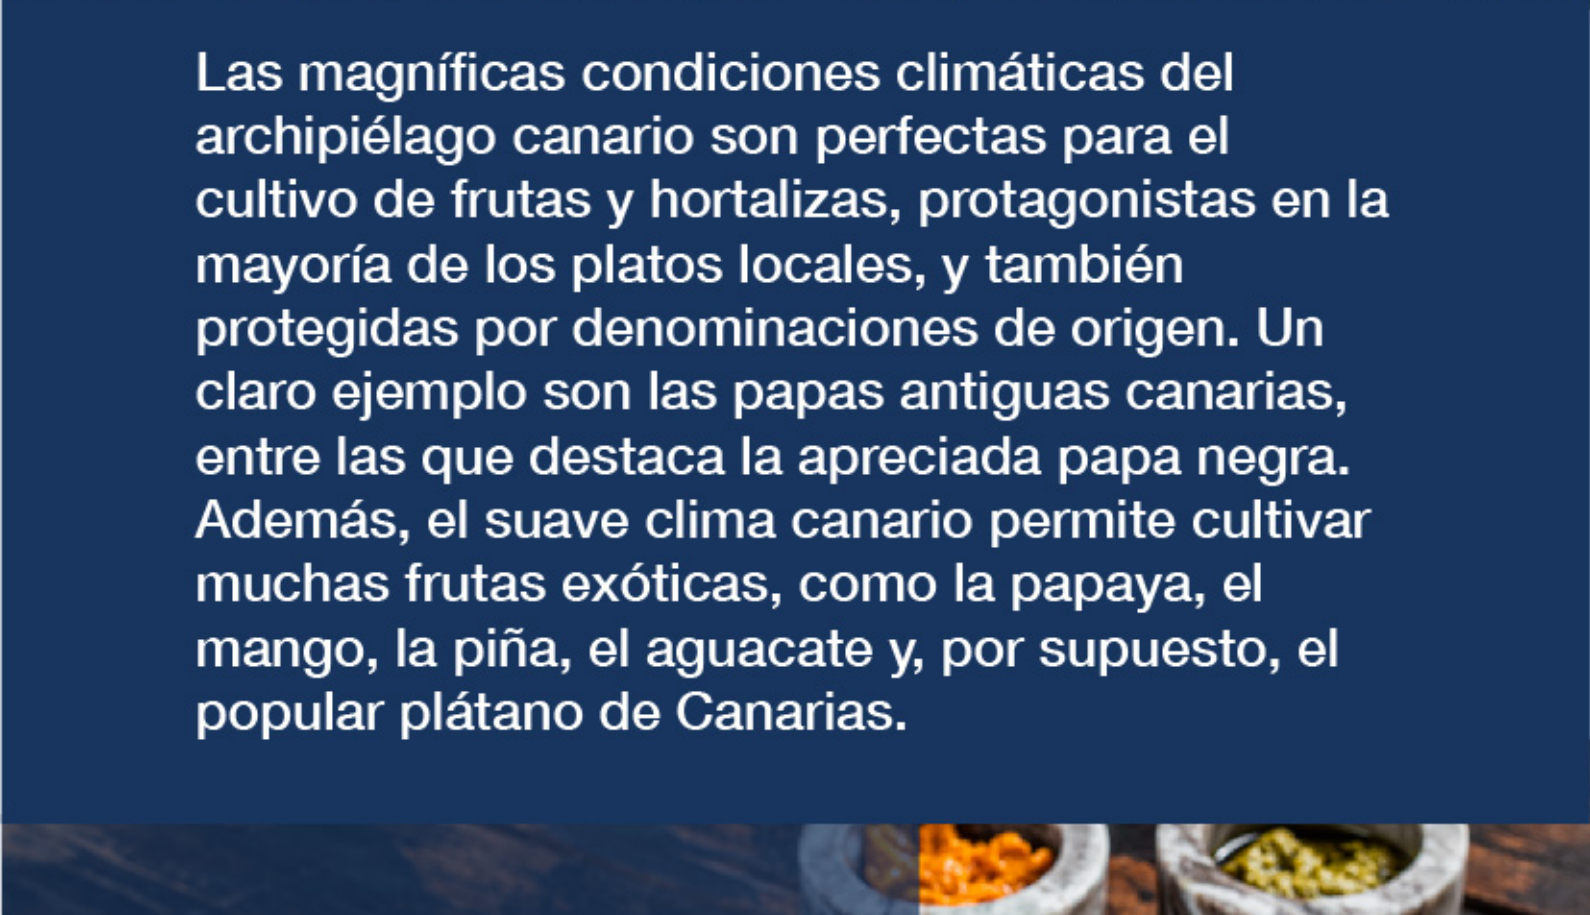 Las magníficas condiciones climáticas del
archipiélago canario son perfectas para el
cultivo de frutas y hortalizas, protagonistas en la
mayoría de los platos locales, y también
protegidas por denominaciones de origen. Un
claro ejemplo son las papas antiguas canarias,
entre las que destaca la apreciada papa negra.
Además, el suave clima canario permite cultivar
muchas frutas exóticas, como la papaya, el
mango, la piña, el aguacate y, por supuesto, el
popular plátano de Canarias.